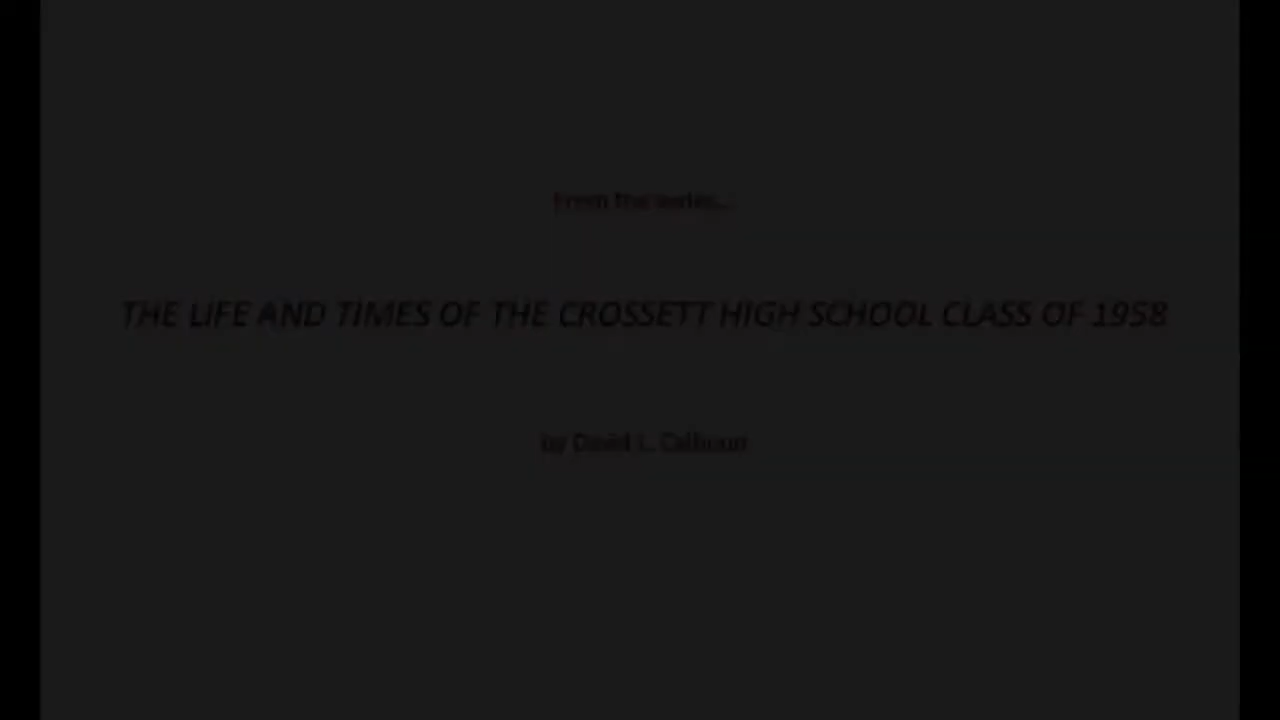 From the series...
THE LIFE AND TIMES OF THE CROSSETT HIGH SCHOOL CLASS OF 1958
by David L. Calhoun